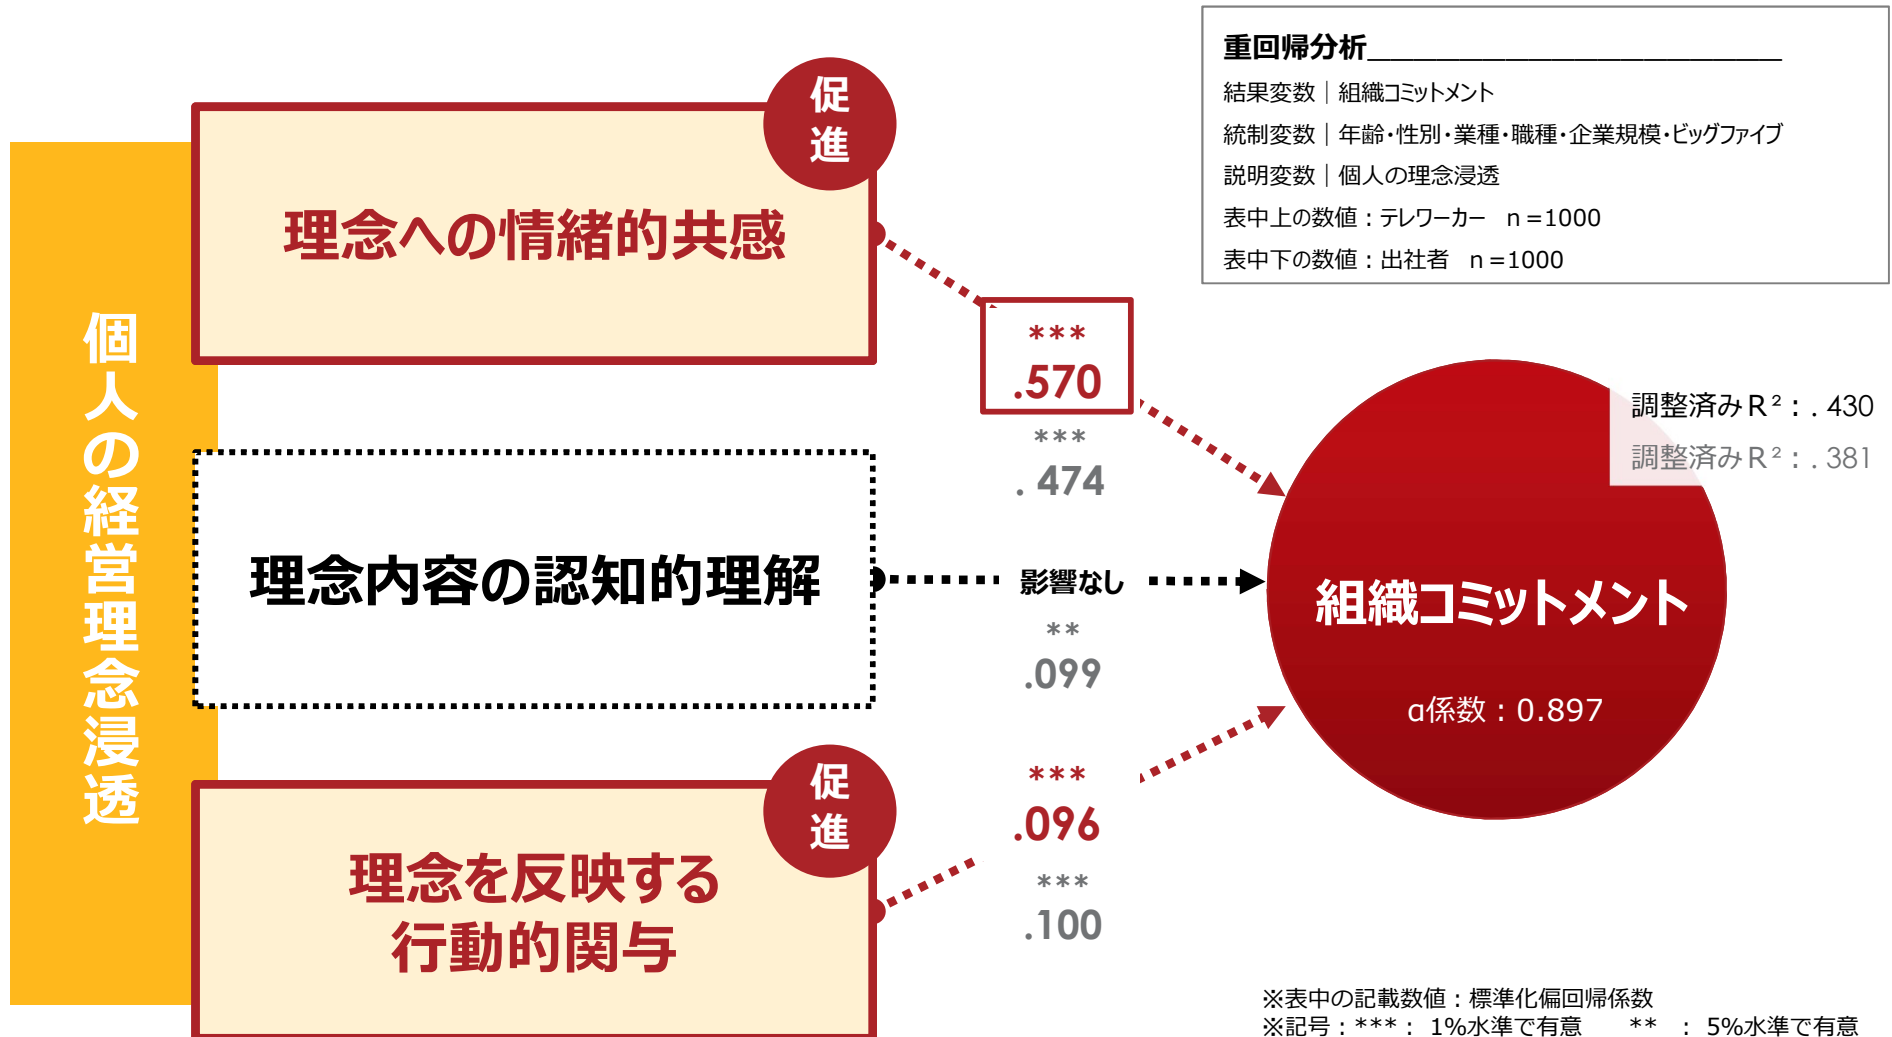 重回帰分析
結果変数｜組織コミットメント
統制変数｜年齢・性別・業種・職種・企業規模・ビッグファイブ
説明変数｜個人の理念浸透
表中上の数値：テレワーカー n＝1000
表中下の数値：出社者 n＝1000
個人の経営理念浸透
促進
理念への情緒的共感
***
.570
***
.474
理念内容の認知的理解
影響なし
**
.099
促進
理念を反映する
行動的関与
***
.096
***
.100
調整済みR²：.430
調整済みR²：.381
組織コミットメント
α係数：0.897
※表中の記載数値：標準化偏回帰係数
※記号：***： 1%水準で有意 ** ： 5%水準で有意